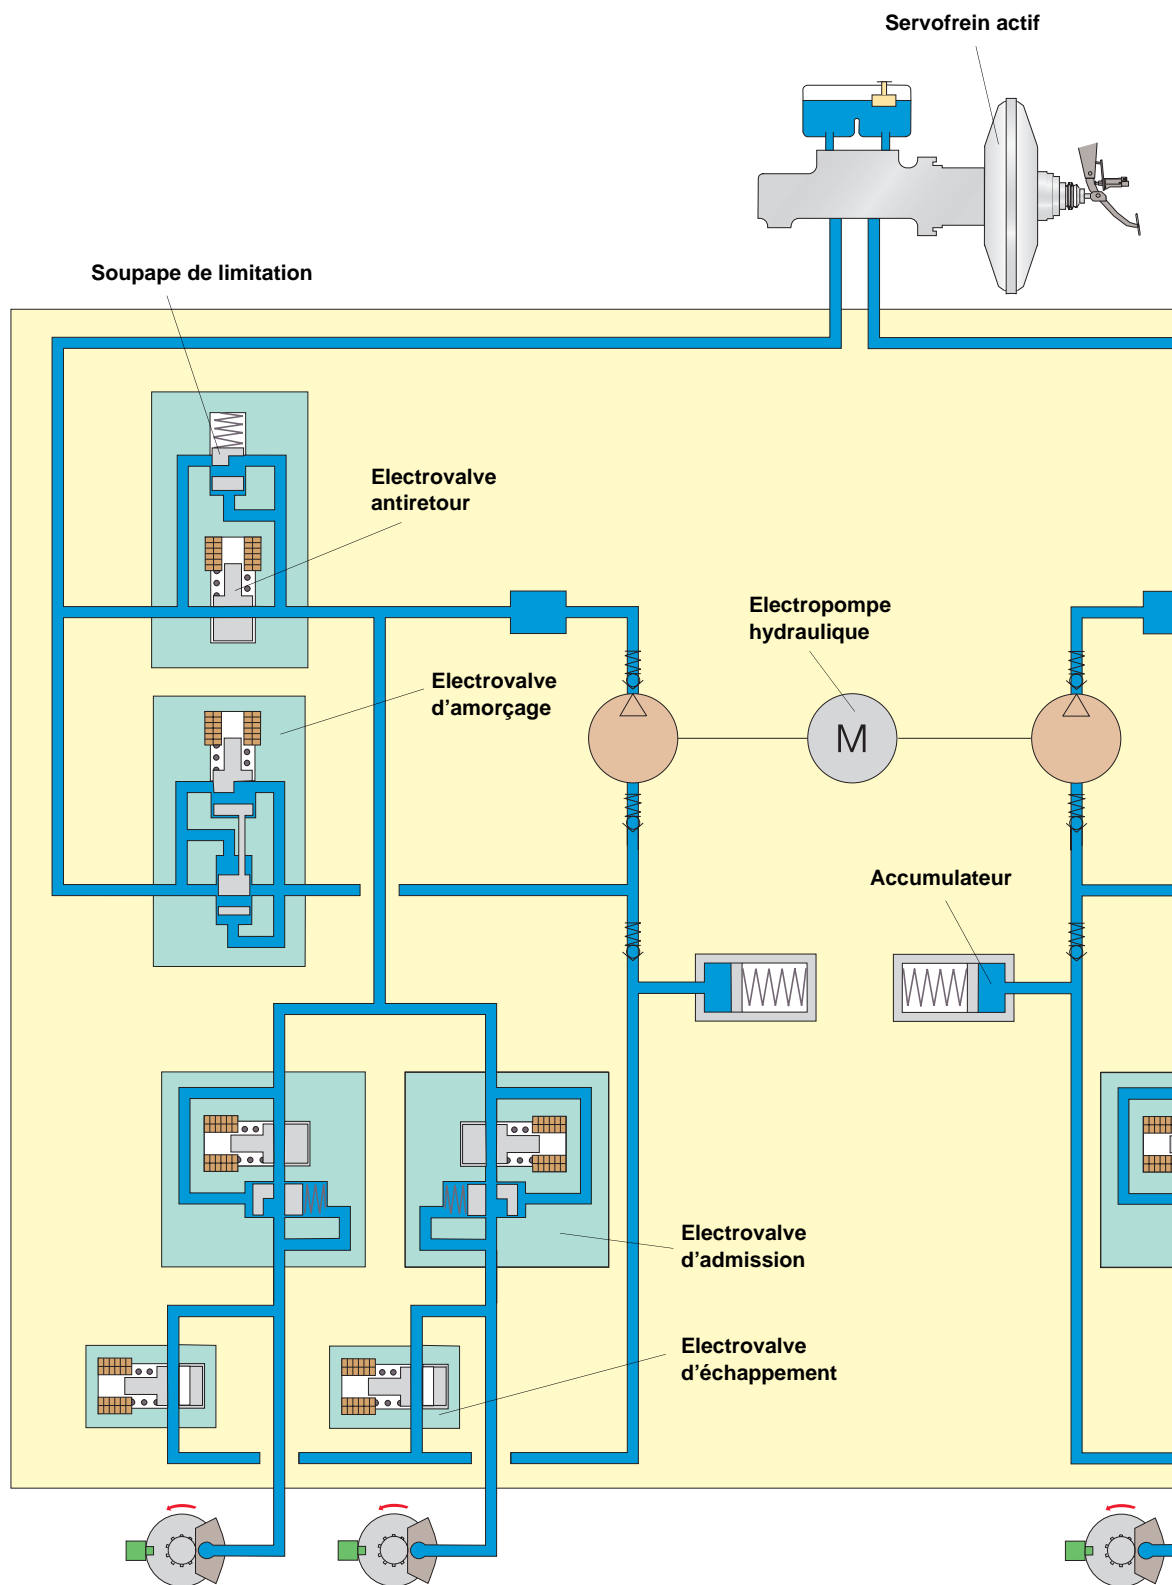 Servofrein actif
Soupape de limitation
Electrovalve
antiretour
Electropompe
hydraulique
Electrovalve
d'amorçage
M
Accumulateur
Electrovalve
d'admission
Electrovalve
d'échappement